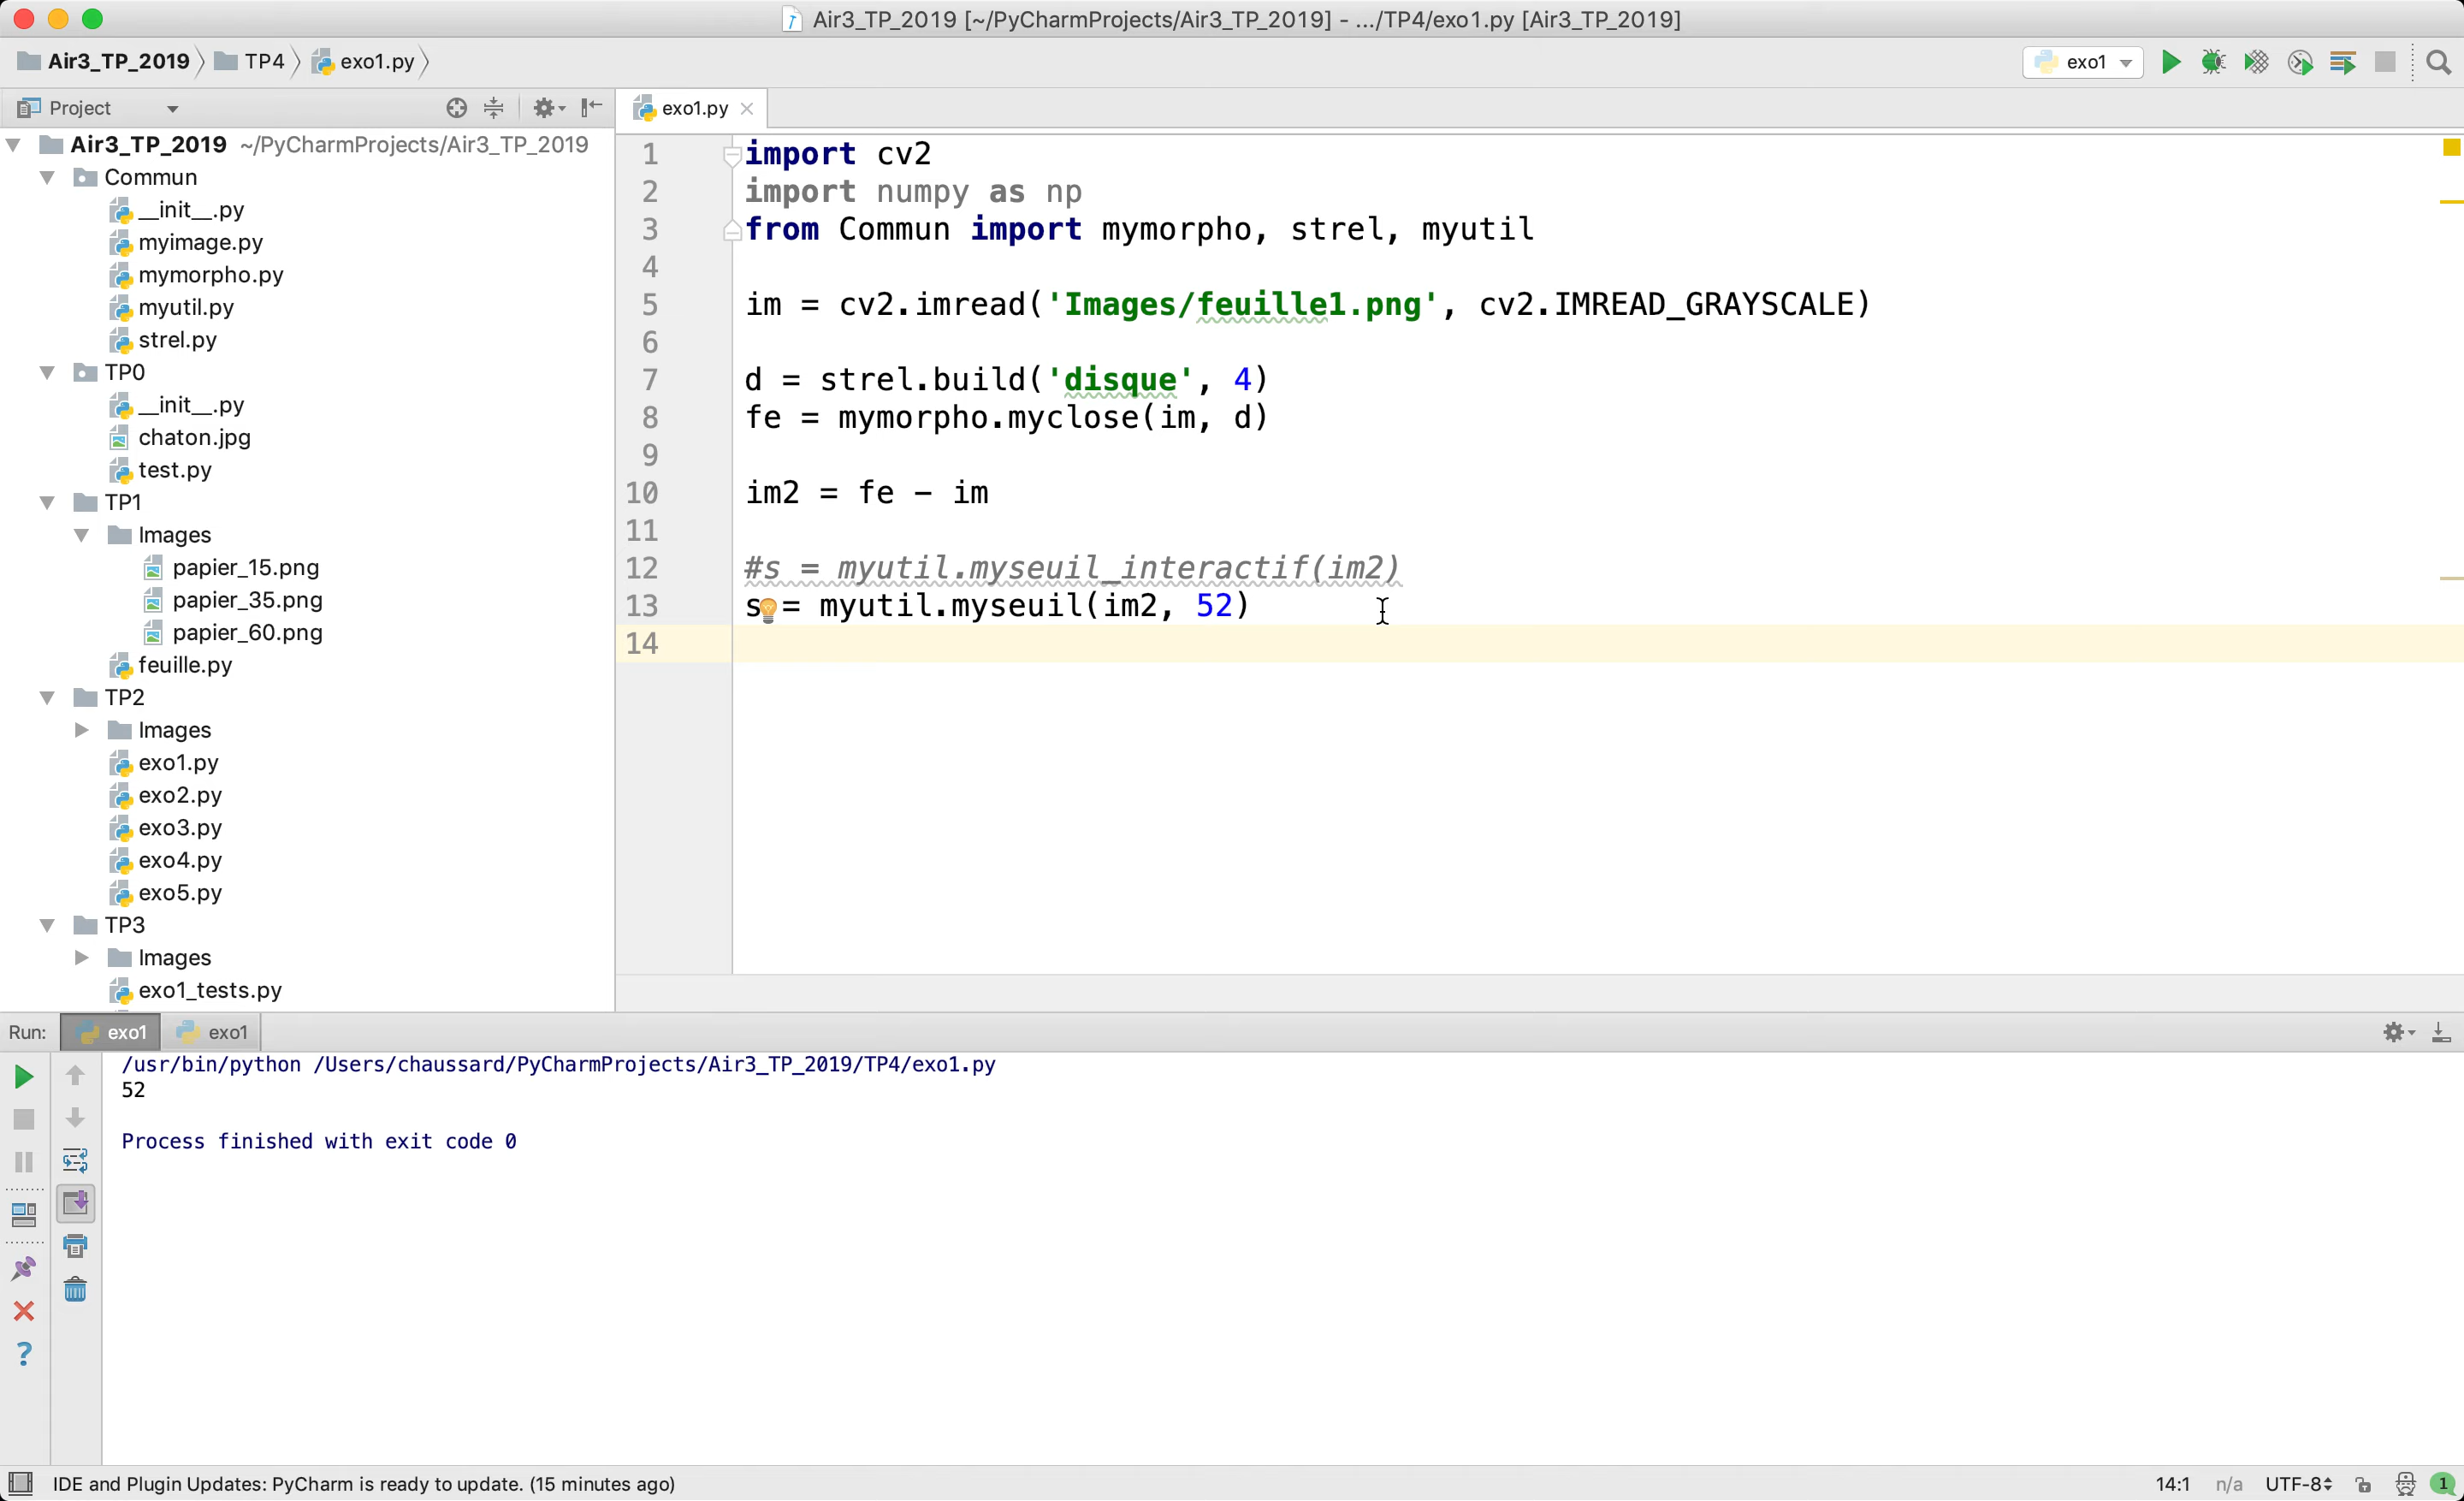 Air3_TP_2019 [~/PyCharmProjects/Air3_TP_2019] - .../TP4/exo1.py [Air3_TP_2019]
Air3_TP_2019 TP4 exo1.py
exo1
Project
exo1.py
Air3_TP_2019 ~/PyCharmProjects/Air3_TP_2019
Commun
__init__.py
myimage.py
mymorpho.py
myutil.py
strel.py
TP0
__init__.py
chaton.jpg
test.py
TP1
Images
papier_15.png
papier_35.png
papier_60.png
feuille.py
TP2
Images
exo1.py
exo2.py
exo3.py
exo4.py
exo5.py
TP3
Images
exo1_tests.py
1 import cv2
2 import numpy as np
3 from Commun import mymorpho, strel, myutil
4
5 im = cv2.imread('Images/feuille1.png', cv2.IMREAD_GRAYSCALE)
6
7 d = strel.build('disque', 4)
8 fe = mymorpho.myclose(im, d)
9
10 im2 = fe - im
11
12 #s = myutil.myseuil_interactif(im2)
13 s = myutil.myseuil(im2, 52)
14
Run: exo1 exo1
/usr/bin/python /Users/chaussard/PyCharmProjects/Air3_TP_2019/TP4/exo1.py
52
Process finished with exit code 0
IDE and Plugin Updates: PyCharm is ready to update. (15 minutes ago)
14:1 n/a UTF-8 1